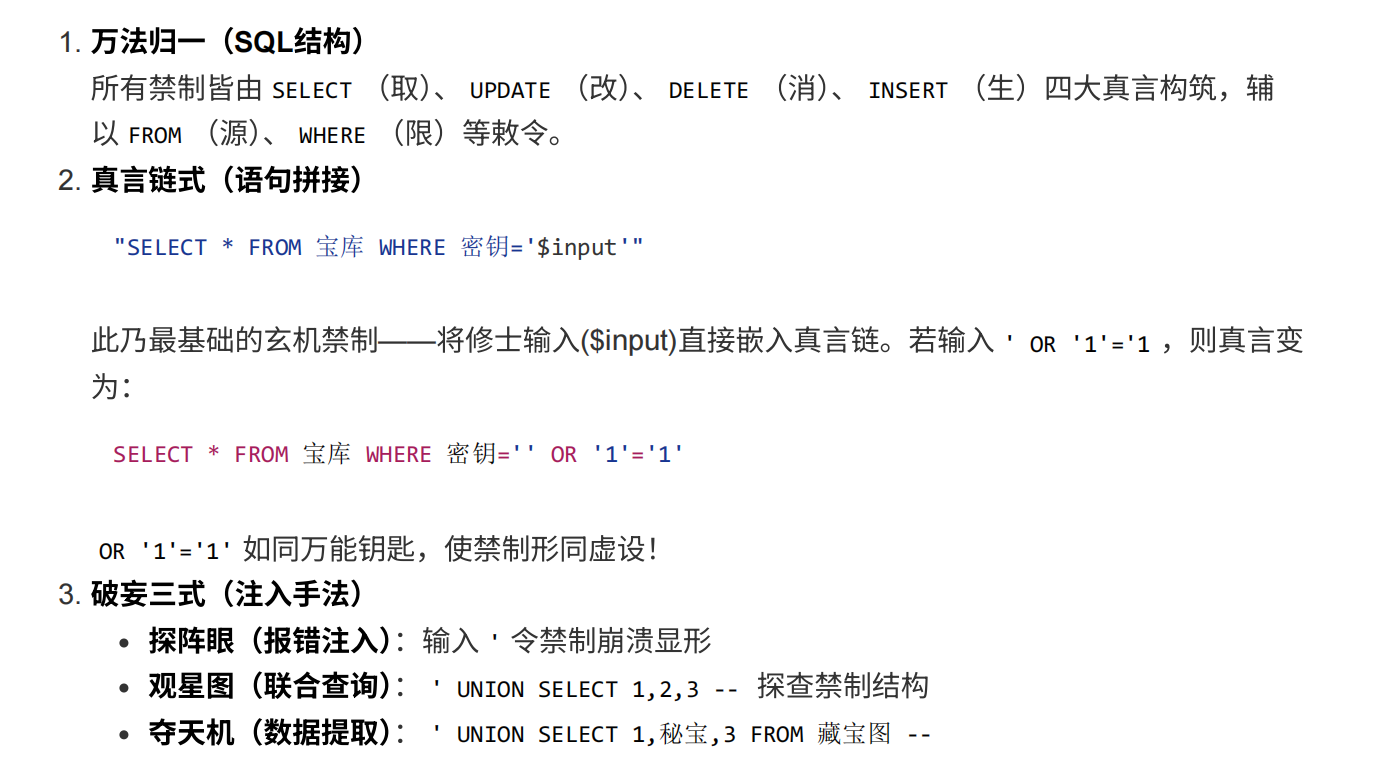 1. 万法归一（SQL结构）
所有禁制皆由 SELECT （取）、 UPDATE （改）、 DELETE （消）、 INSERT （生）四大真言构筑，辅
以 FROM （源）、 WHERE （限）等敕令。
2. 真言链式（语句拼接）
"SELECT * FROM 宝库 WHERE 密钥='$input'"
此乃最基础的玄机禁制——将修士输入($input)直接嵌入真言链。若输入 ' OR '1'='1 ，则真言变
为：
SELECT * FROM 宝库 WHERE 密钥='' OR '1'='1'
OR '1'='1' 如同万能钥匙，使禁制形同虚设！
3. 破妄三式（注入手法）
• 探阵眼（报错注入）：输入 ' 令禁制崩溃显形
• 观星图（联合查询）： ' UNION SELECT 1,2,3 -- 探查禁制结构
• 夺天机（数据提取）： ' UNION SELECT 1,秘宝,3 FROM 藏宝图 --